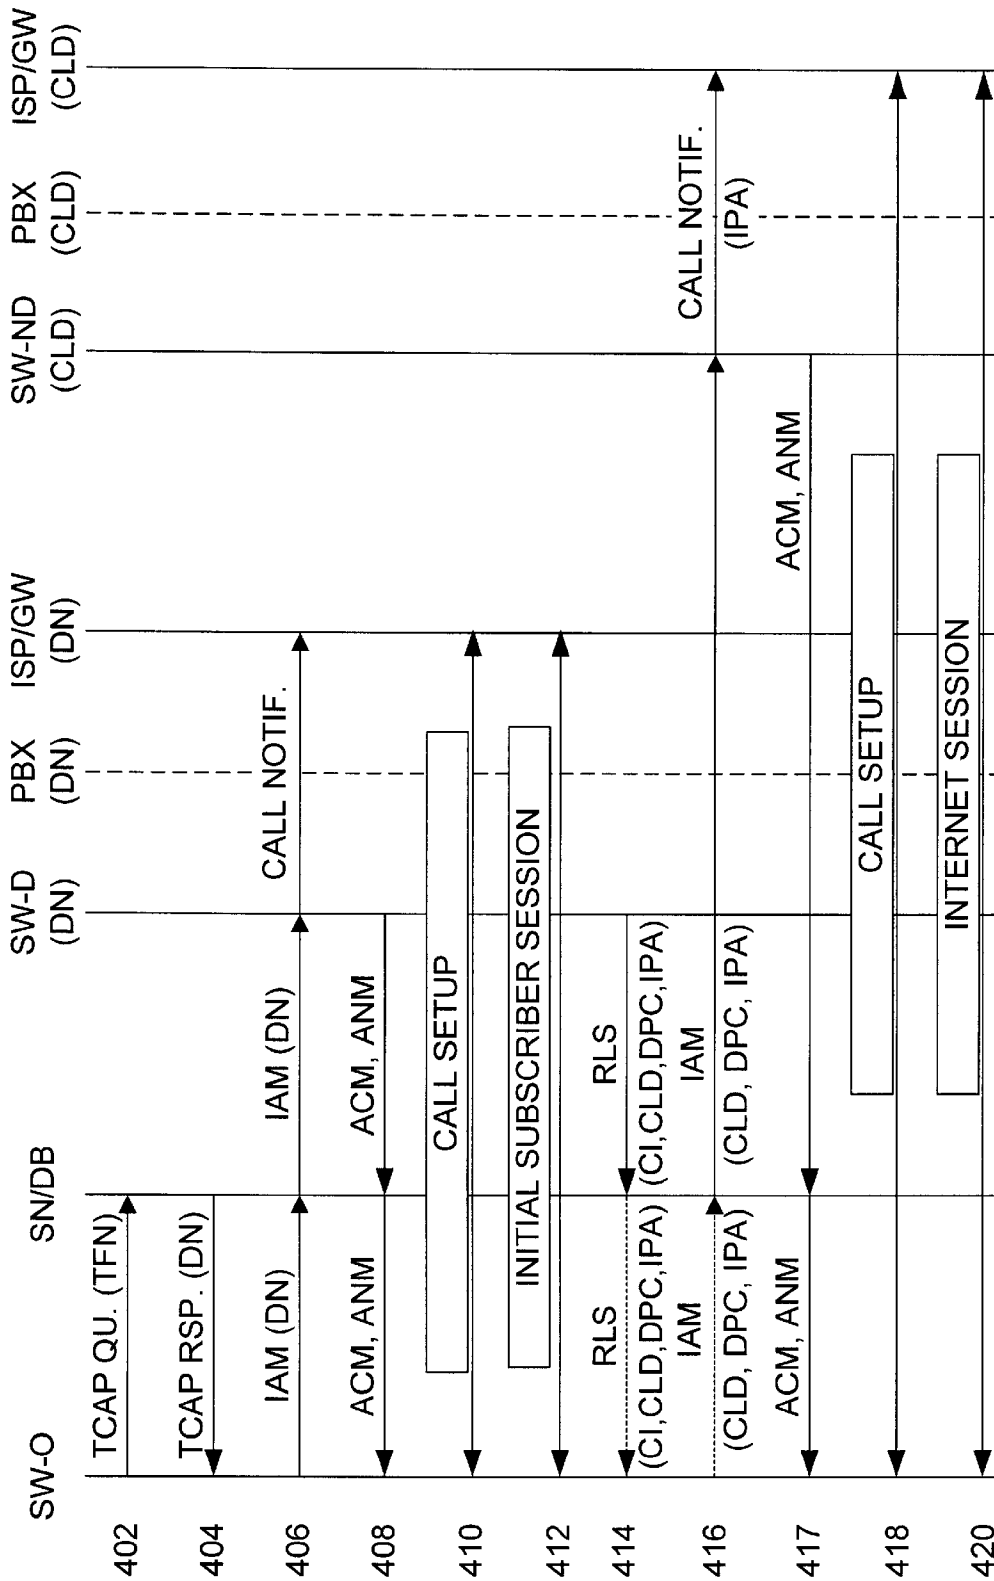 SW-O
SN/DB
SW-D
(DN)
PBX
(DN)
ISP/GW
(DN)
SW-ND
(CLD)
PBX
(CLD)
ISP/GW
(CLD)
402
TCAP QU. (TFN)
404
TCAP RSP. (DN)
406
IAM (DN)
IAM (DN)
CALL NOTIF.
408
ACM, ANM
ACM, ANM
410
CALL SETUP
412
INITIAL SUBSCRIBER SESSION
414
RLS
(CI,CLD,DPC,IPA)
RLS
(CI,CLD,DPC,IPA)
416
IAM
(CLD, DPC, IPA)
IAM
(CLD, DPC, IPA)
CALL NOTIF.
(IPA)
417
ACM, ANM
ACM, ANM
418
CALL SETUP
420
INTERNET SESSION